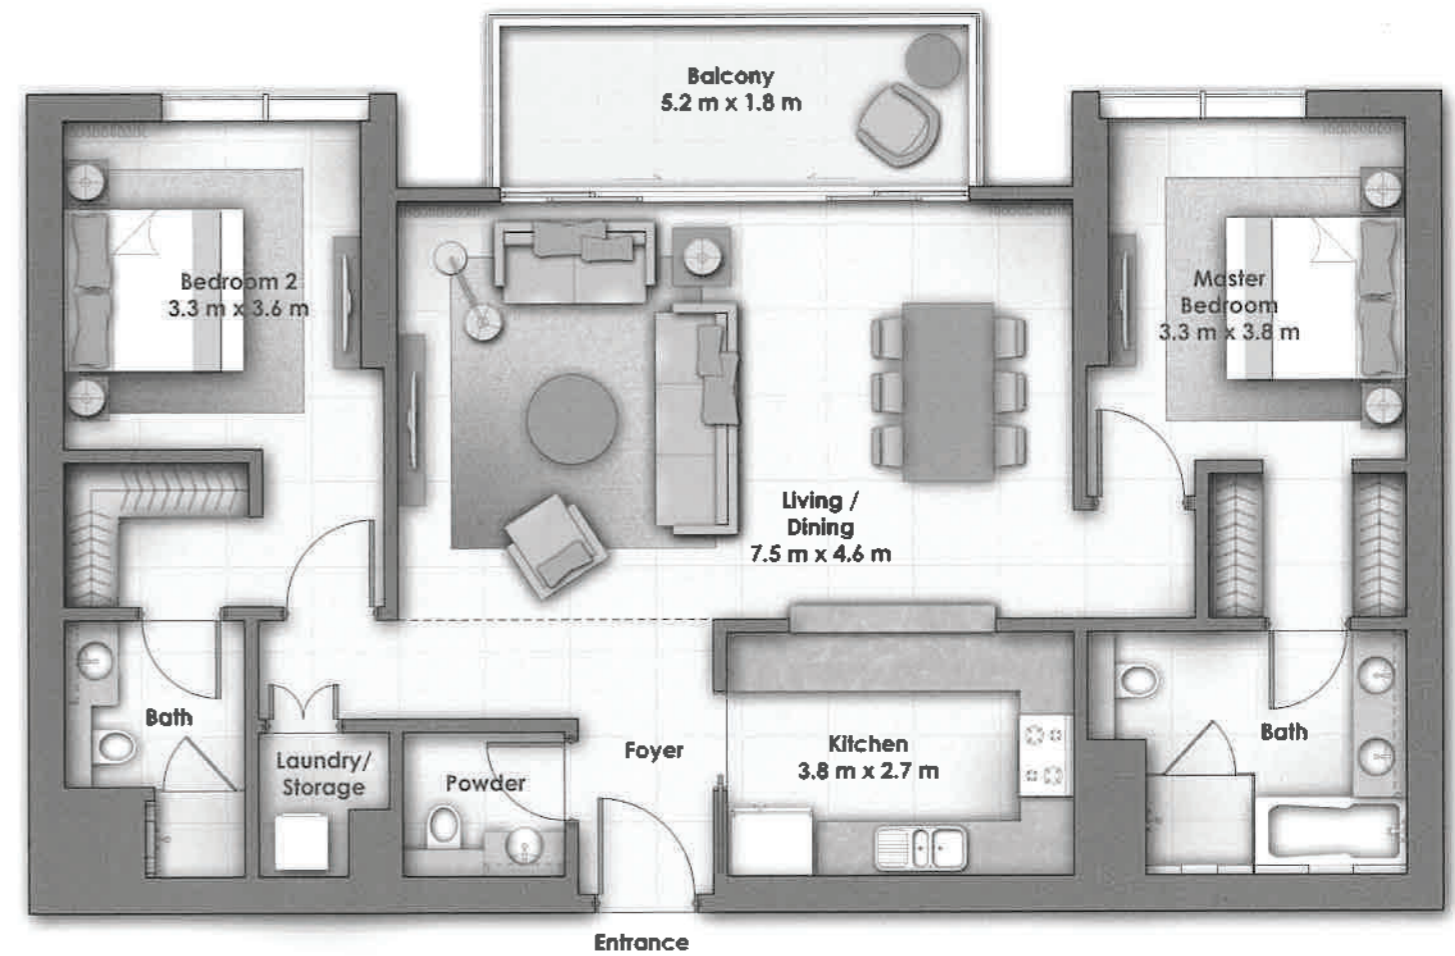 Balcony
5.2 m x 1.8 m
Bedroom 2
3.3 m x 3.6 m
Master
Bedroom
3.3 m x 3.8 m
Living /
Dining
7.5 m x 4.6 m
Bath
Laundry/
Storage
Powder
Foyer
Kitchen
3.8 m x 2.7 m
Bath
Entrance